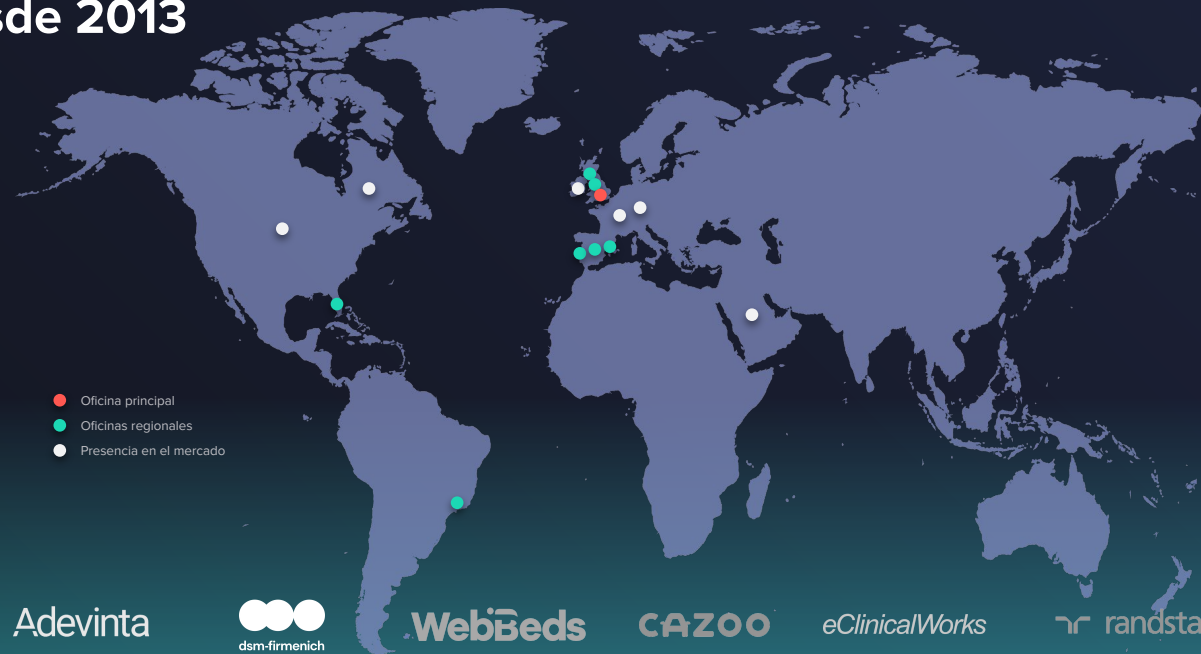 sde 2013
Oficina principal
Oficinas regionales
Presencia en el mercado
Adevinta
dsm-firmenich
WebBeds
CAZOO
eClinicalWorks
randsta